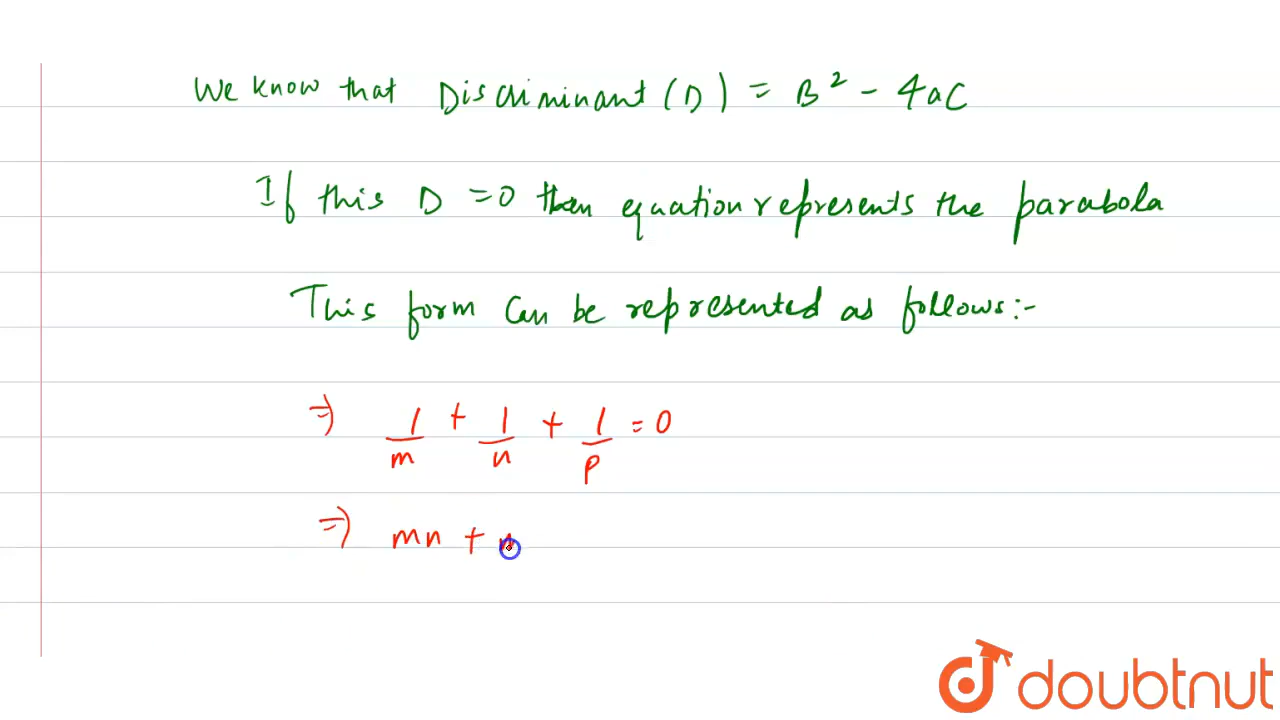 We know that Discriminant (D) = B² - 4ac
If this D = 0 then equation represents the parabola
This form can be represented as follows:-
⇒ 1/m + 1/n + 1/p = 0
⇒ mn + n
doubtnut